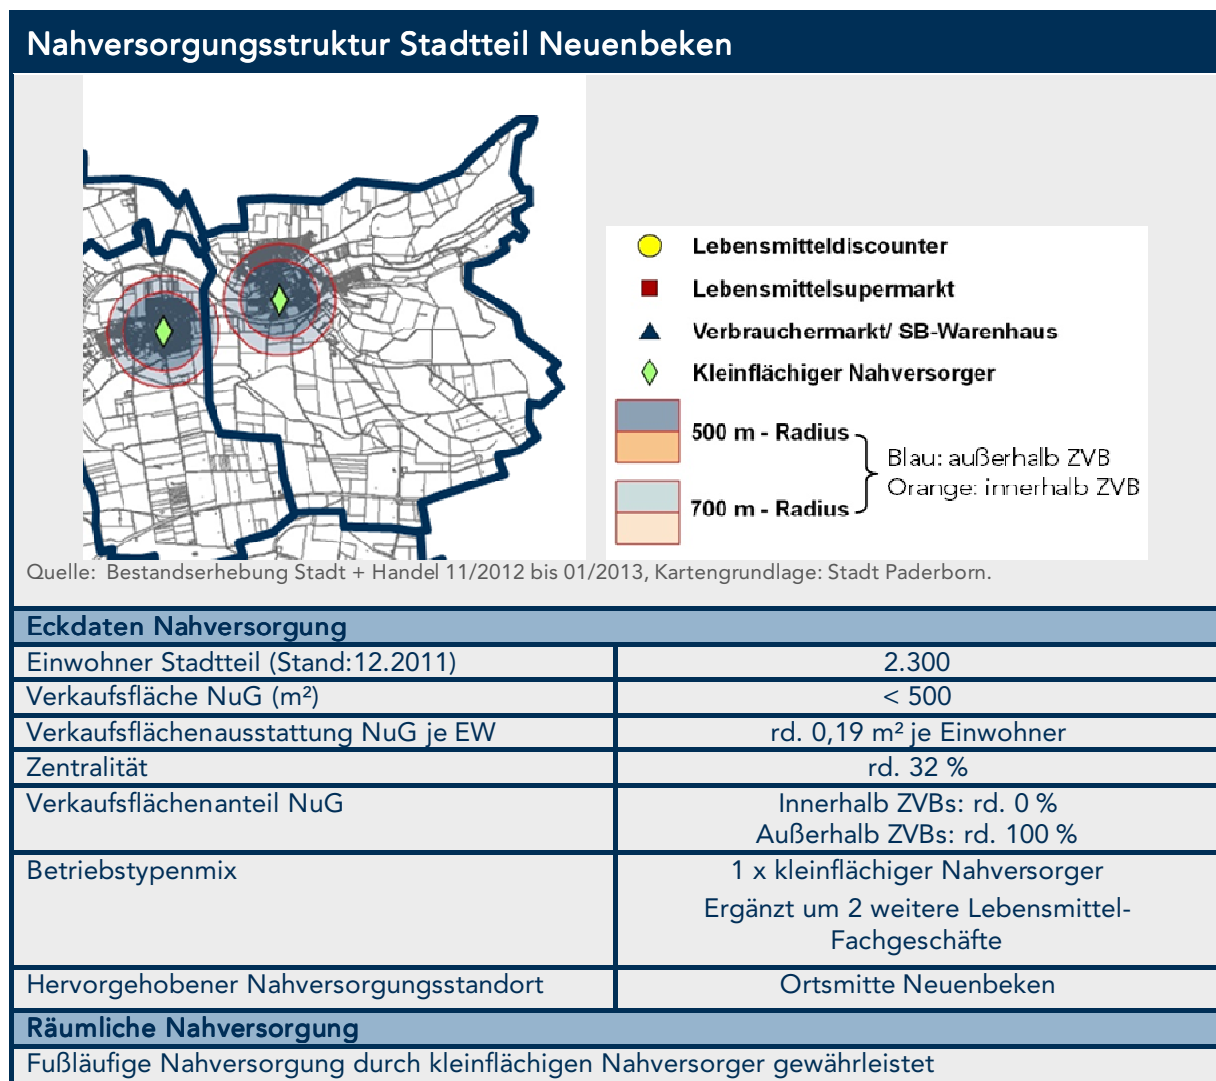 Nahversorgungsstruktur Stadtteil Neuenbeken
Lebensmitteldiscounter
Lebensmittelsupermarkt
Verbrauchermarkt/ SB-Warenhaus
Kleinflächiger Nahversorger
500 m - Radius
Blau: außerhalb ZVB
Orange: innerhalb ZVB
700 m - Radius
Quelle: Bestandserhebung Stadt + Handel 11/2012 bis 01/2013, Kartengrundlage: Stadt Paderborn.
Eckdaten Nahversorgung
Einwohner Stadtteil (Stand:12.2011) 2.300
Verkaufsfläche NuG (m²) < 500
Verkaufsflächenausstattung NuG je EW rd. 0,19 m² je Einwohner
Zentralität rd. 32 %
Verkaufsflächenanteil NuG Innerhalb ZVBs: rd. 0 %
Außerhalb ZVBs: rd. 100 %
Betriebstypenmix 1 x kleinflächiger Nahversorger
Ergänzt um 2 weitere Lebensmittel-
Fachgeschäfte
Hervorgehobener Nahversorgungsstandort Ortsmitte Neuenbeken
Räumliche Nahversorgung
Fußläufige Nahversorgung durch kleinflächigen Nahversorger gewährleistet